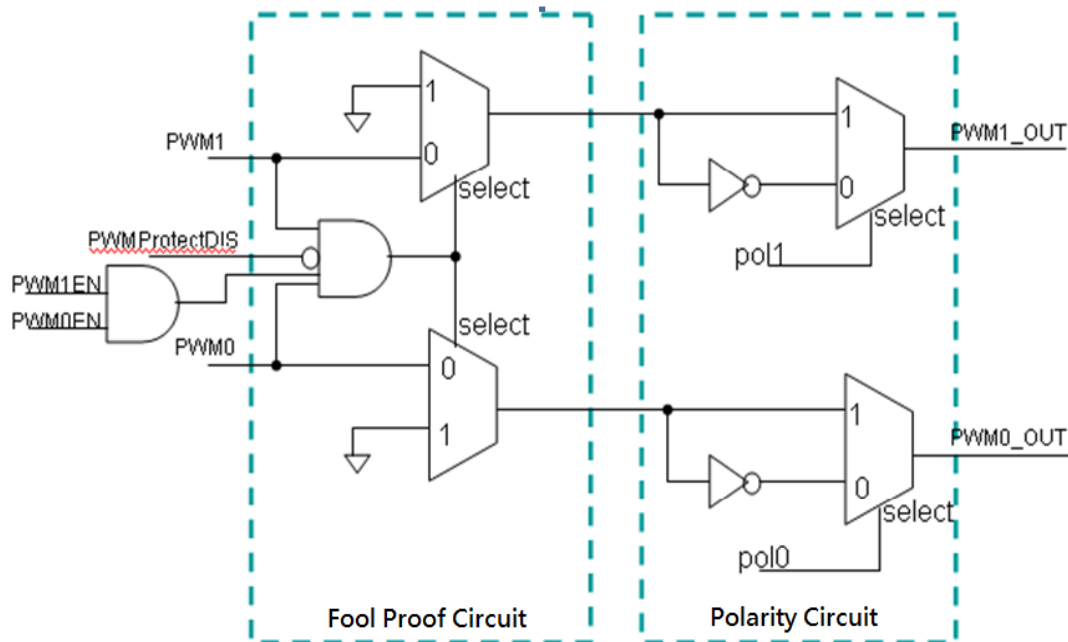 1
PWM1
0
select
PWMProtectDIS
PWM1EN
PWM0EN
PWM0
select
0
1
1
PWM1_OUT
0
select
pol1
1
PWM0_OUT
0
select
pol0
Fool Proof Circuit
Polarity Circuit